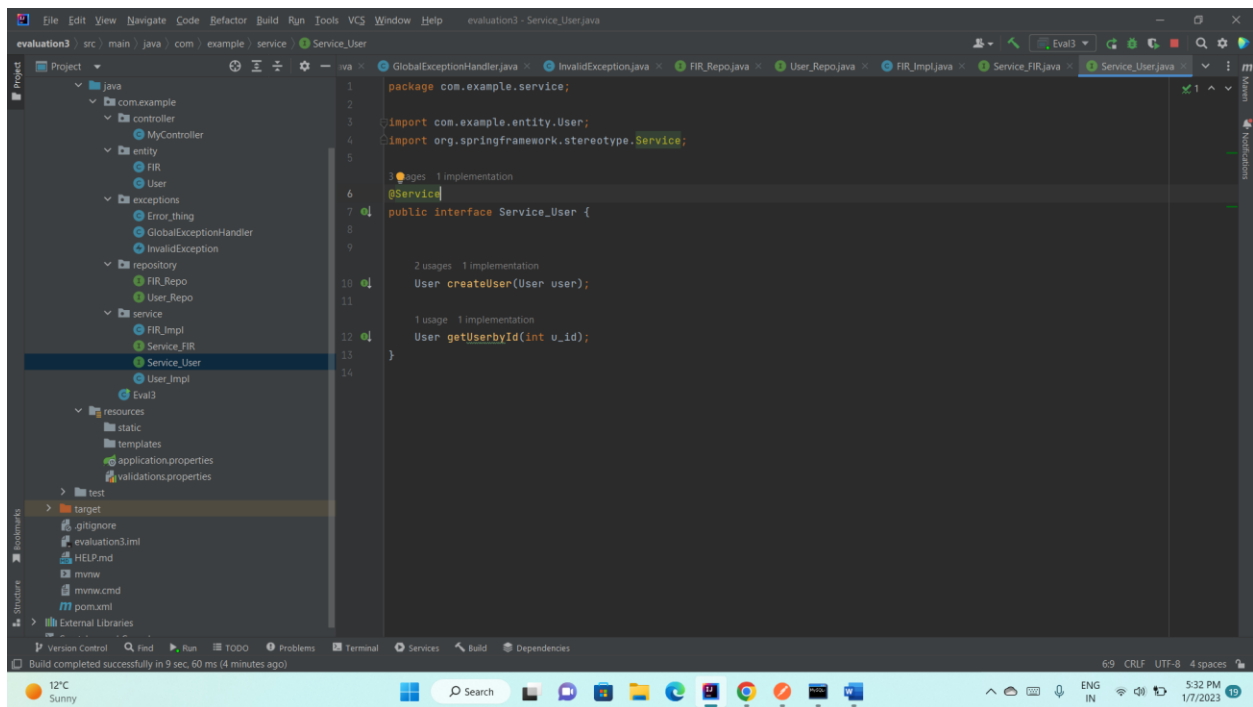 File Edit View Navigate Code Refactor Build Run Tools VCS Window Help evaluation3 - Service_User.java
evaluation3 src main java com example service Service_User
Eval3
Project
GlobalExceptionHandler.java InvalidException.java FIR_Repo.java User_Repo.java FIR_Impl.java Service_FIR.java Service_User.java
java
com.example
controller
MyController
entity
FIR
User
exceptions
Error_thing
GlobalExceptionHandler
InvalidException
repository
FIR_Repo
User_Repo
service
FIR_Impl
Service_FIR
Service_User
User_Impl
Eval3
resources
static
templates
application.properties
validations.properties
test
target
.gitignore
evaluation3.iml
HELP.md
mvnw
mvnw.cmd
pom.xml
External Libraries
1 package com.example.service;
2
3 import com.example.entity.User;
4 import org.springframework.stereotype.Service;
5
1 implementation
6 @Service
7 public interface Service_User {
8
9
2 usages 1 implementation
10 User createUser(User user);
11
1 usage 1 implementation
12 User getUserbyId(int u_id);
13 }
14
1
Project
Bookmarks
Structure
Maven
Notifications
Version Control Find Run TODO Problems Terminal Services Build Dependencies
Build completed successfully in 9 sec, 60 ms (4 minutes ago)
6:9 CRLF UTF-8 4 spaces
12°C
Sunny
Search
ENG
IN
5:32 PM
1/7/2023
19